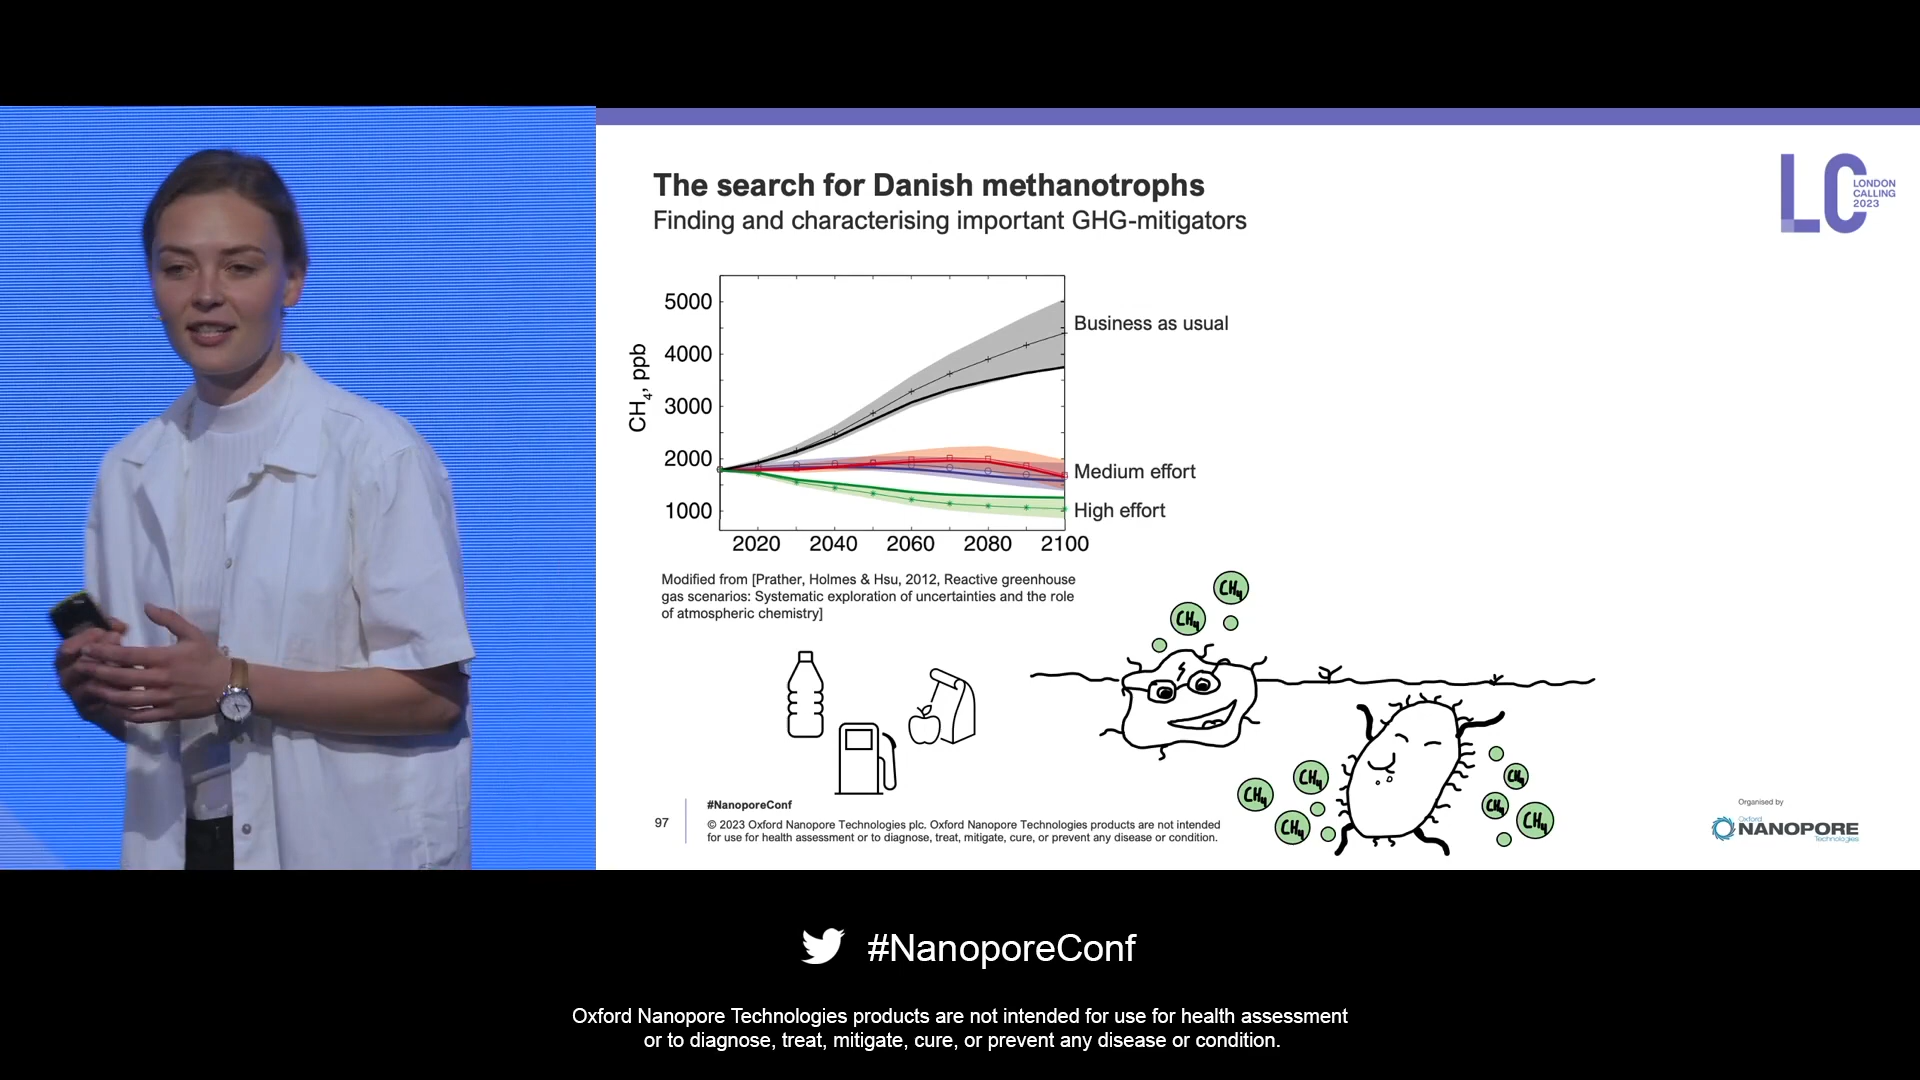 The search for Danish methanotrophs
Finding and characterising important GHG-mitigators
LC
LONDON
CALLING
2023
CH4, ppb
5000
4000
3000
2000
1000
2020 2040 2060 2080 2100
Business as usual
Medium effort
High effort
Modified from [Prather, Holmes & Hsu, 2012, Reactive greenhouse
gas scenarios: Systematic exploration of uncertainties and the role
of atmospheric chemistry]
CH4
CH4
CH4
CH4
CH4
CH4
CH4
CH4
97
#NanoporeConf
© 2023 Oxford Nanopore Technologies plc. Oxford Nanopore Technologies products are not intended
for use for health assessment or to diagnose, treat, mitigate, cure, or prevent any disease or condition.
Organised by
Oxford
NANOPORE
Technologies
#NanoporeConf
Oxford Nanopore Technologies products are not intended for use for health assessment
or to diagnose, treat, mitigate, cure, or prevent any disease or condition.